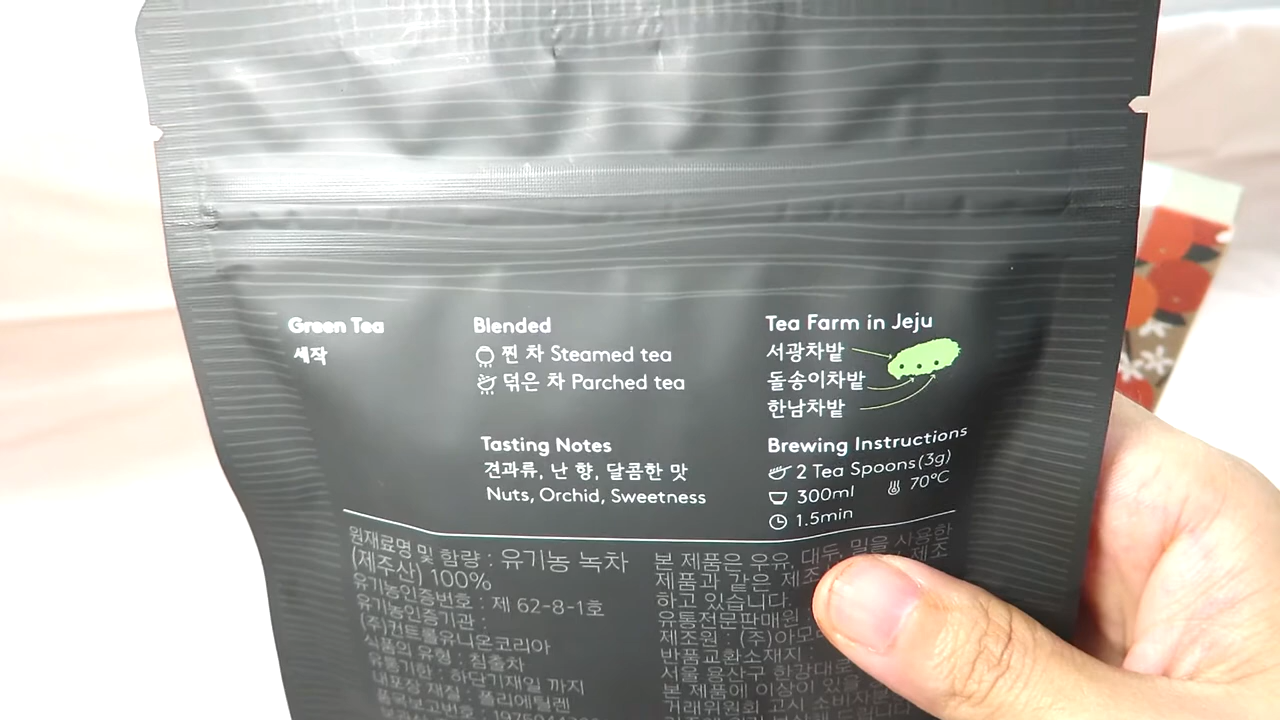 Green Tea
세작
Blended
찐 차 Steamed tea
덖은 차 Parched tea
Tea Farm in Jeju
서광차밭
돌송이차밭
한남차밭
Tasting Notes
견과류, 난 향, 달콤한 맛
Nuts, Orchid, Sweetness
Brewing Instructions
2 Tea Spoons(3g)
300ml 70°C
1.5min
원재료명 및 함량 : 유기농 녹차
(제주산) 100%
유기농인증번호 : 제 62-8-1호
유기농인증기관 :
(주)컨트롤유니온코리아
식품의 유형 : 침출차
유통기한 : 하단기재일 까지
내포장 재질 : 폴리에틸렌
품목보고번호 :
본 제품은 우유, 대두, 밀을 사용한
제품과 같은 제조 제조
하고 있습니다.
유통전문판매원
제조원 : (주)아모
반품교환소재지 :
서울 용산구 한강대로
본 제품에 이상이 있을
거래위원회 고시 소비자분